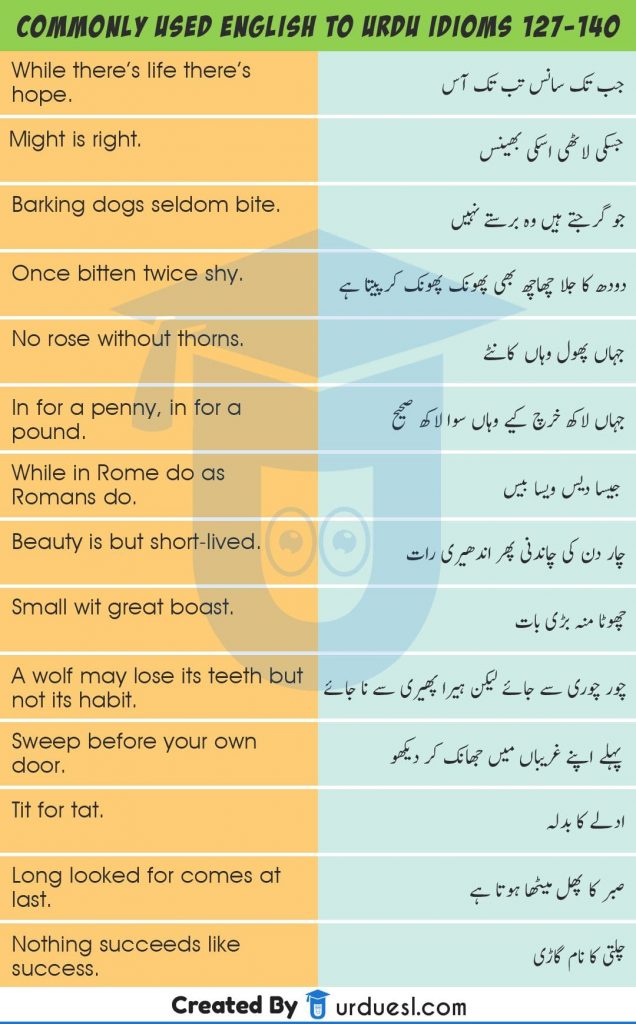 COMMONLY USED ENGLISH TO URDU IDIOMS 127-140
While there's life there's
hope.
جب تک سانس تب تک آس
Might is right.
جسکی لاٹھی اسکی بھینس
Barking dogs seldom bite.
جو گرجتے ہیں وہ برستے نہیں
Once bitten twice shy.
دودھ کا جلا چھاچھ بھی پھونک پھونک کر پیتا ہے
No rose without thorns.
جہاں پھول وہاں کانٹے
In for a penny, in for a
pound.
جہاں لاکھ خرچ کیے وہاں سوا لاکھ صحیح
While in Rome do as
Romans do.
جیسا دیس ویسا بیس
Beauty is but short-lived.
چار دن کی چاندنی پھر اندھیری رات
Small wit great boast.
چھوٹا منہ بڑی بات
A wolf may lose its teeth but
not its habit.
چور چوری سے جائے لیکن ہیرا پھیری سے نا جائے
Sweep before your own
door.
پہلے اپنے غریباں میں جھانک کر دیکھو
Tit for tat.
ادلے کا بدلہ
Long looked for comes at
last.
صبر کا پھل میٹھا ہوتا ہے
Nothing succeeds like
success.
چلتی کا نام گاڑی
Created By urduesl.com